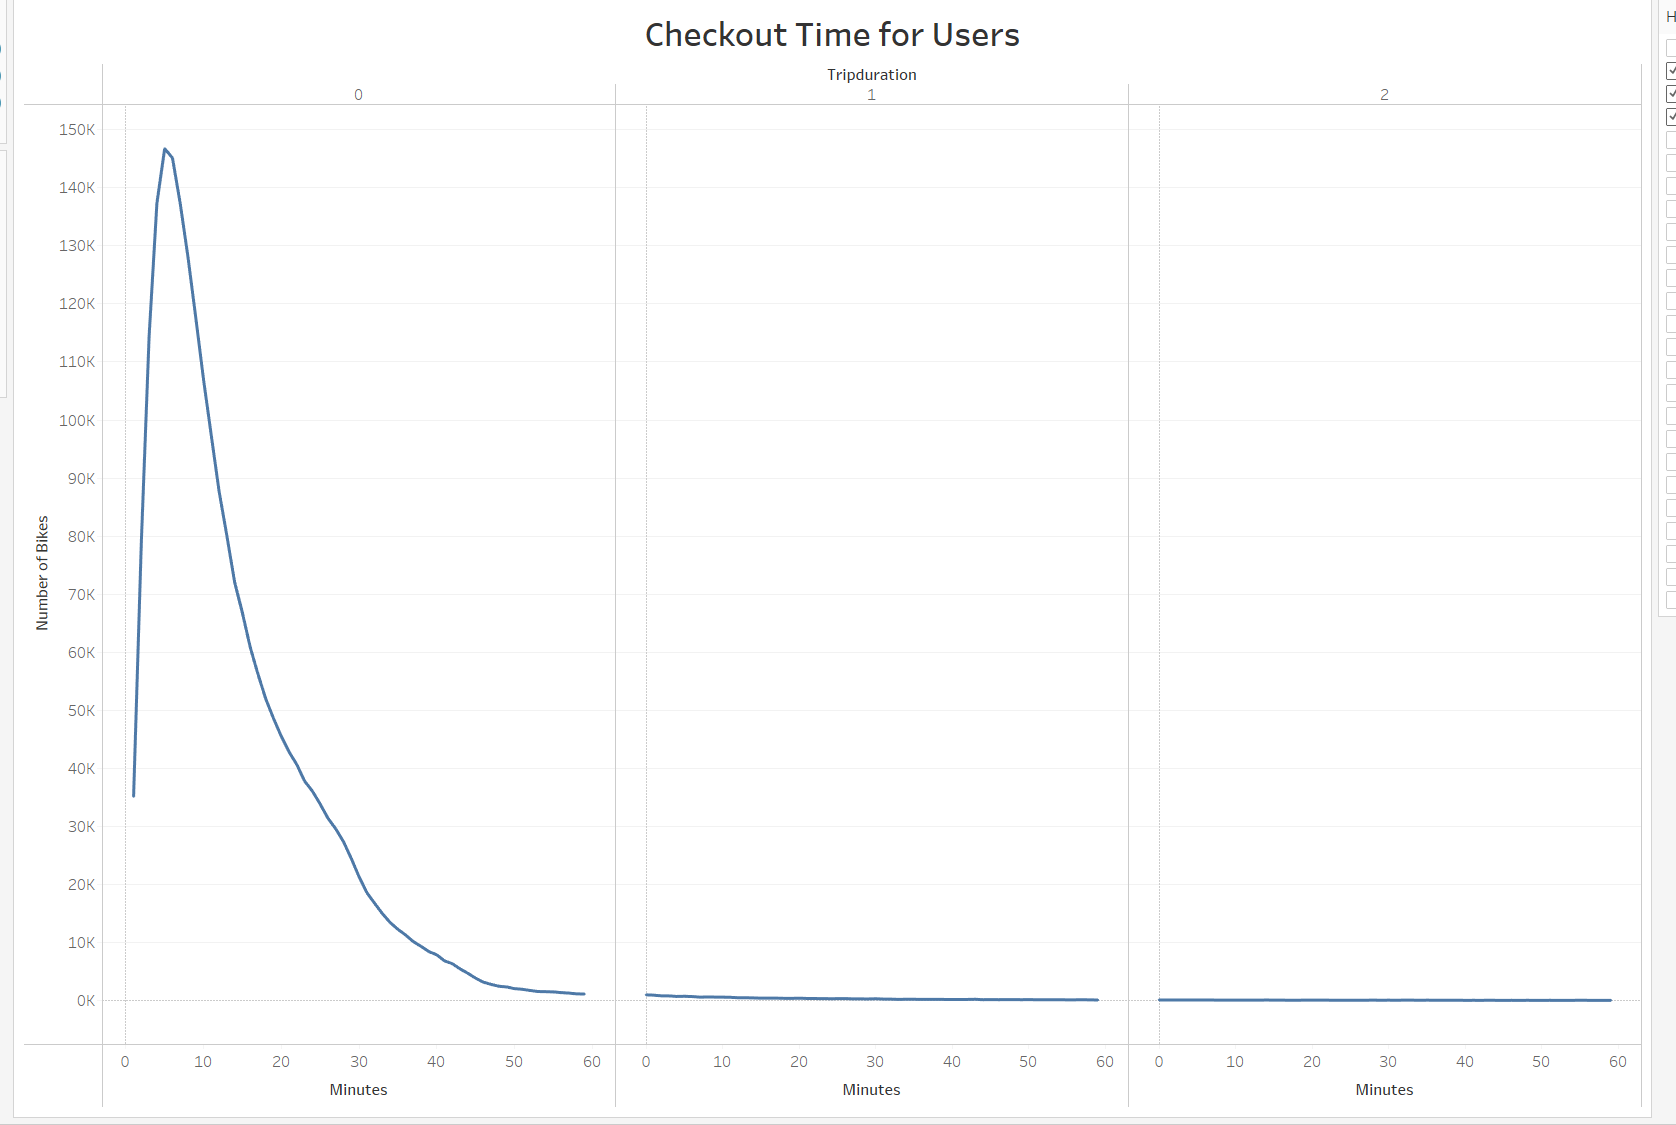 Checkout Time for Users
H
Tripduration
0 1 2
150K
140K
130K
120K
110K
100K
90K
80K
70K
60K
50K
40K
30K
20K
10K
0K
Number of Bikes
0 10 20 30 40 50 60 0 10 20 30 40 50 60 0 10 20 30 40 50 60
Minutes Minutes Minutes